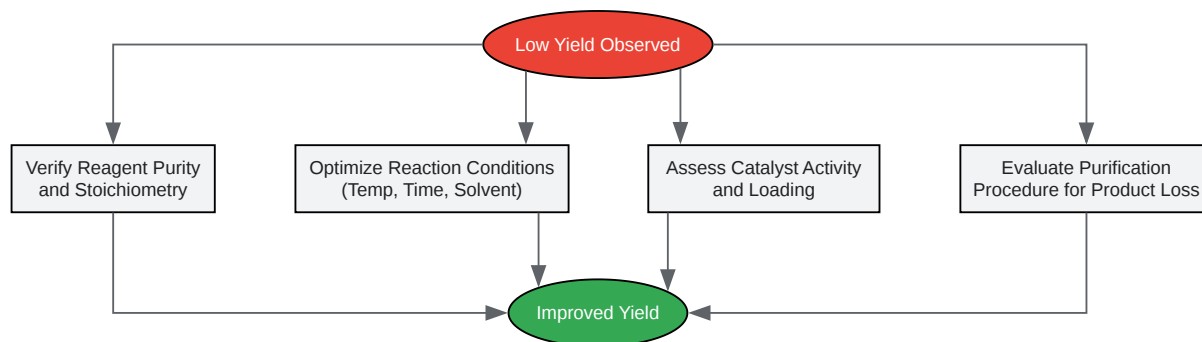 Low Yield Observed
Verify Reagent Purity
and Stoichiometry
Optimize Reaction Conditions
(Temp, Time, Solvent)
Assess Catalyst Activity
and Loading
Evaluate Purification
Procedure for Product Loss
Improved Yield